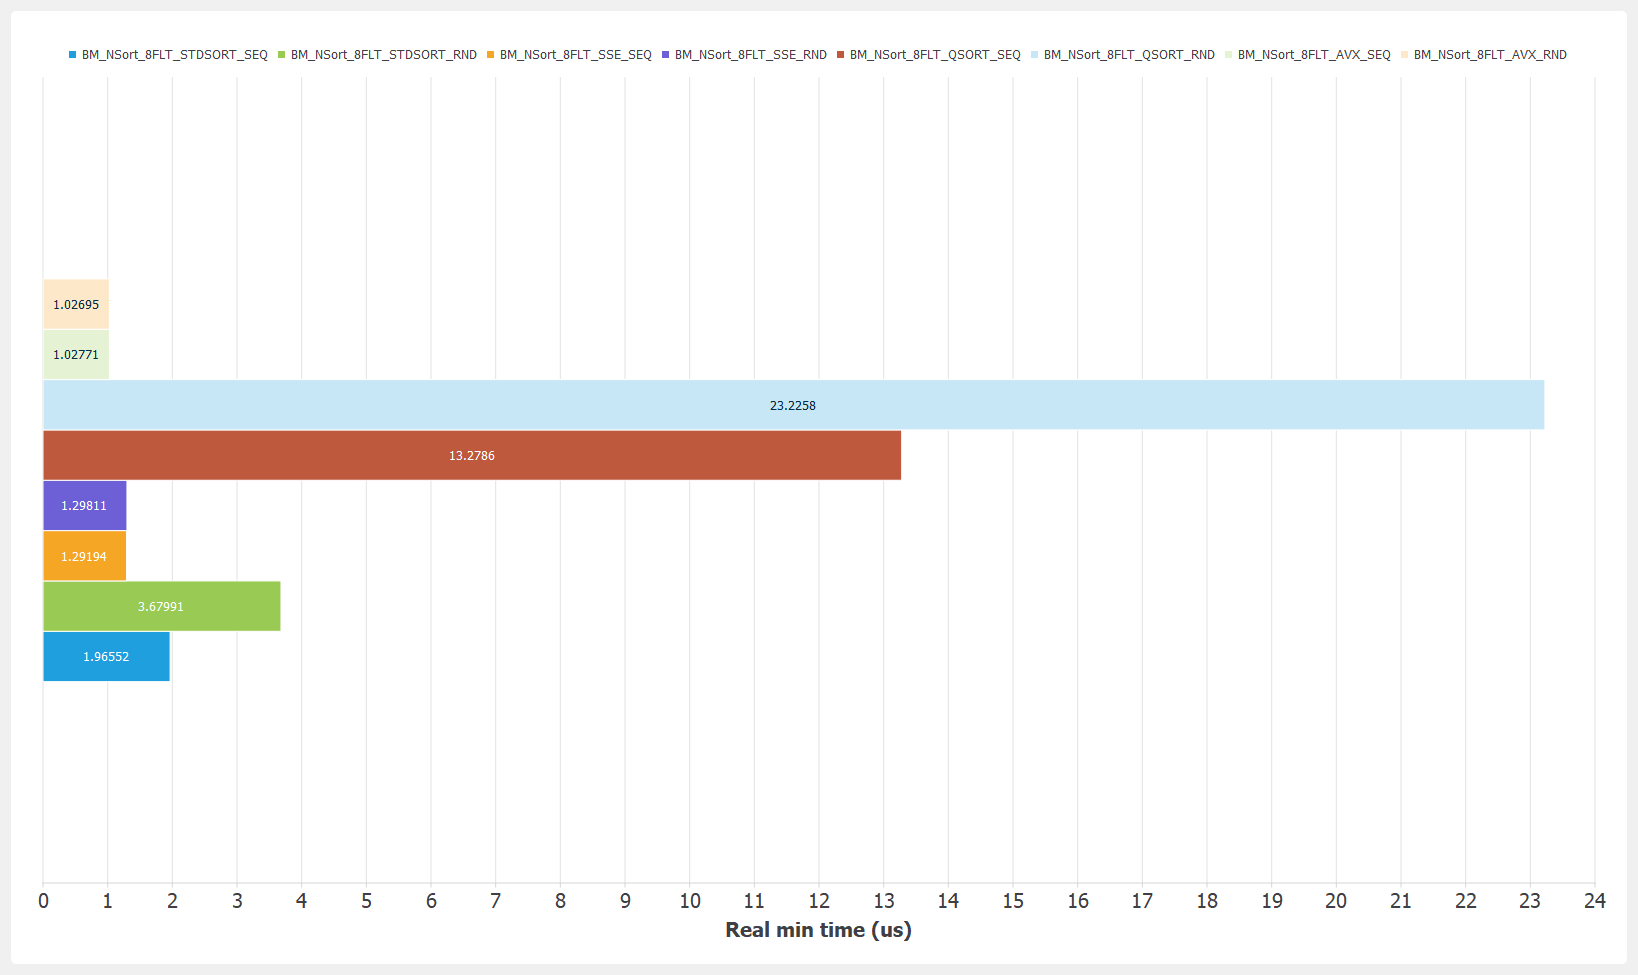 BM_NSort_8FLT_STDSORT_SEQ BM_NSort_8FLT_STDSORT_RND BM_NSort_8FLT_SSE_SEQ BM_NSort_8FLT_SSE_RND BM_NSort_8FLT_QSORT_SEQ BM_NSort_8FLT_QSORT_RND BM_NSort_8FLT_AVX_SEQ BM_NSort_8FLT_AVX_RND
1.02695
1.02771
23.2258
13.2786
1.29811
1.29194
3.67991
1.96552
0 1 2 3 4 5 6 7 8 9 10 11 12 13 14 15 16 17 18 19 20 21 22 23 24
Real min time (us)